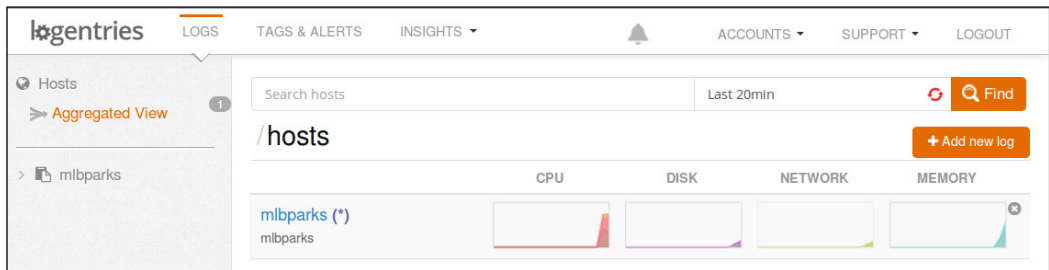 logentries LOGS TAGS & ALERTS INSIGHTS ACCOUNTS SUPPORT LOGOUT
Hosts
Aggregated View 1
mlbparks
Search hosts Last 20min Find
/hosts
+ Add new log
CPU DISK NETWORK MEMORY
mlbparks (*)
mlbparks